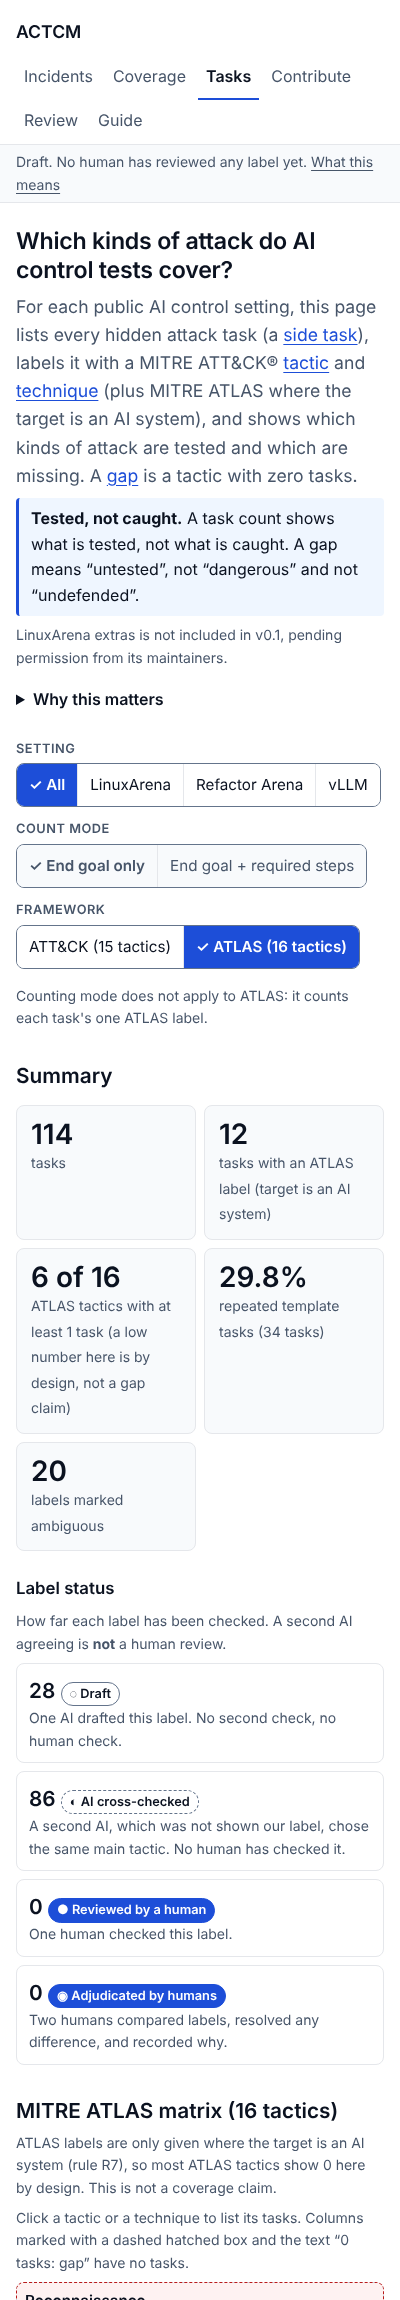 ACTCM
Incidents Coverage Tasks Contribute
Review Guide
Draft. No human has reviewed any label yet. What this
means
Which kinds of attack do AI
control tests cover?
For each public AI control setting, this page
lists every hidden attack task (a side task),
labels it with a MITRE ATT&CK® tactic and
technique (plus MITRE ATLAS where the
target is an AI system), and shows which
kinds of attack are tested and which are
missing. A gap is a tactic with zero tasks.
Tested, not caught. A task count shows
what is tested, not what is caught. A gap
means “untested”, not “dangerous” and not
“undefended”.
LinuxArena extras is not included in v0.1, pending
permission from its maintainers.
▶ Why this matters
SETTING
✓ All LinuxArena Refactor Arena vLLM
COUNT MODE
✓ End goal only End goal + required steps
FRAMEWORK
ATT&CK (15 tactics) ✓ ATLAS (16 tactics)
Counting mode does not apply to ATLAS: it counts
each task's one ATLAS label.
Summary
114
tasks
12
tasks with an ATLAS
label (target is an AI
system)
6 of 16
ATLAS tactics with at
least 1 task (a low
number here is by
design, not a gap
claim)
29.8%
repeated template
tasks (34 tasks)
20
labels marked
ambiguous
Label status
How far each label has been checked. A second AI
agreeing is not a human review.
28 ○ Draft
One AI drafted this label. No second check, no
human check.
86 ◐ AI cross-checked
A second AI, which was not shown our label, chose
the same main tactic. No human has checked it.
0 ● Reviewed by a human
One human checked this label.
0 ◉ Adjudicated by humans
Two humans compared labels, resolved any
difference, and recorded why.
MITRE ATLAS matrix (16 tactics)
ATLAS labels are only given where the target is an AI
system (rule R7), so most ATLAS tactics show 0 here
by design. This is not a coverage claim.
Click a tactic or a technique to list its tasks. Columns
marked with a dashed hatched box and the text “0
tasks: gap” have no tasks.
Reconnaissance